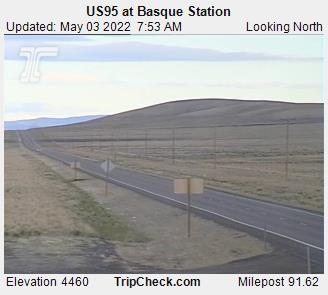 US95 at Basque Station
Updated: May 03 2022 7:53 AM Looking North
Elevation 4460 TripCheck.com Milepost 91.62